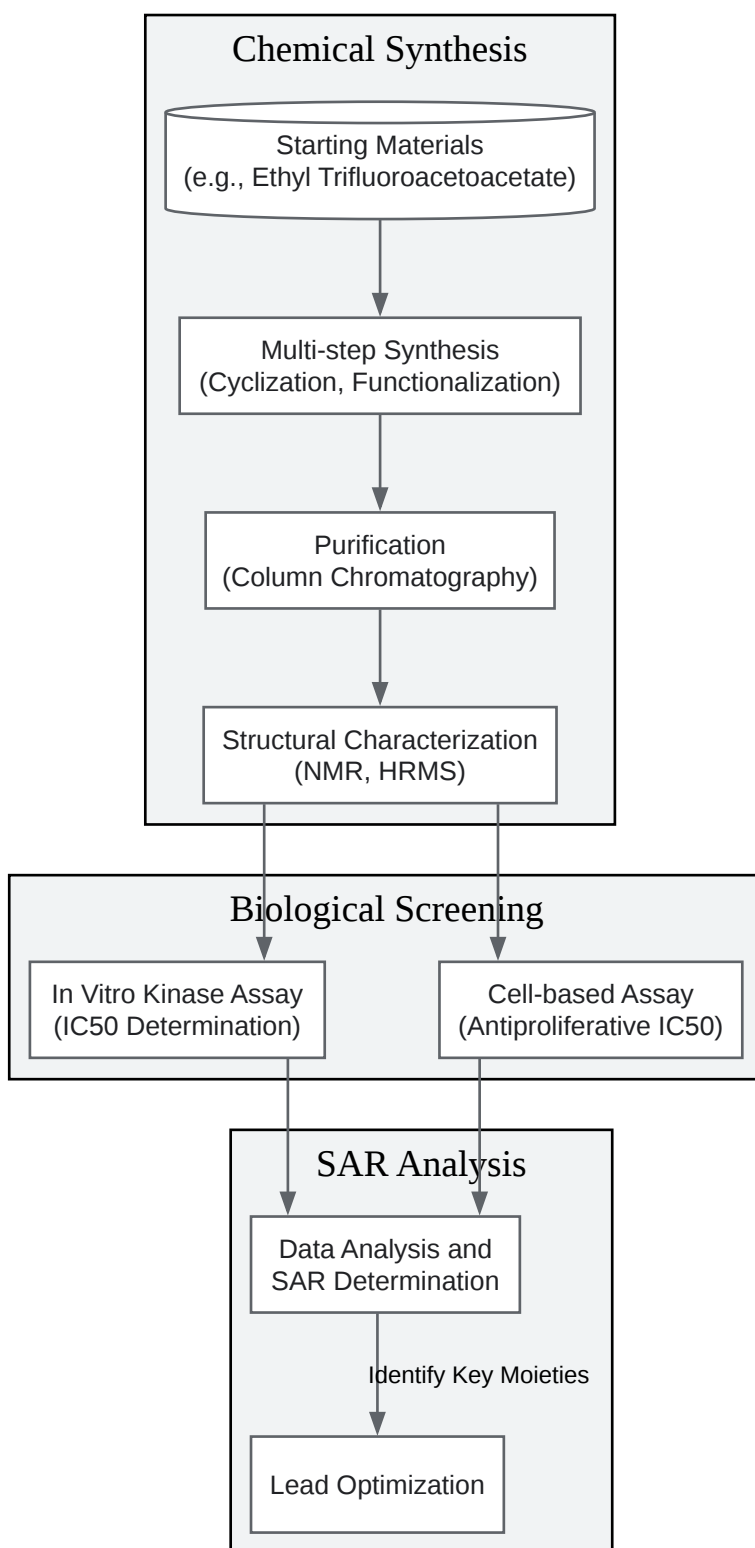 Chemical Synthesis
Starting Materials
(e.g., Ethyl Trifluoroacetoacetate)
Multi-step Synthesis
(Cyclization, Functionalization)
Purification
(Column Chromatography)
Structural Characterization
(NMR, HRMS)
Biological Screening
In Vitro Kinase Assay
(IC50 Determination)
Cell-based Assay
(Antiproliferative IC50)
SAR Analysis
Data Analysis and
SAR Determination
Identify Key Moieties
Lead Optimization